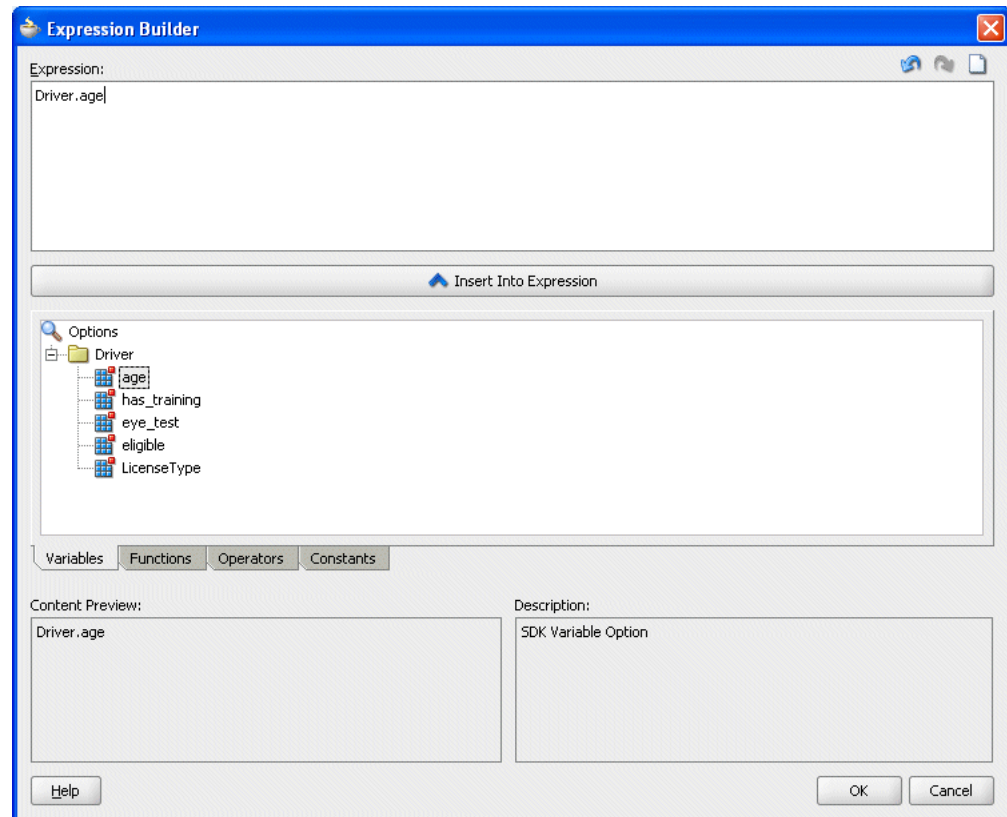 Expression Builder
Expression:
Driver.age
Insert Into Expression
Options
Driver
age
has_training
eye_test
eligible
LicenseType
Variables Functions Operators Constants
Content Preview: Description:
Driver.age SDK Variable Option
Help OK Cancel